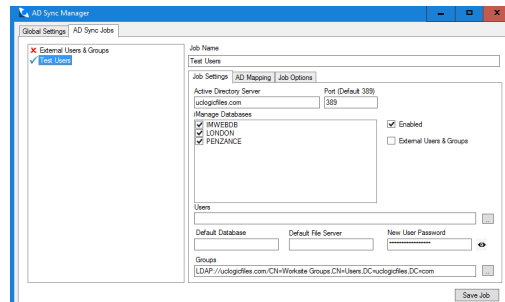 AD Sync Manager
Global Settings AD Sync Jobs
External Users & Groups
Test Users
Job Name
Test Users
Job Settings AD Mapping Job Options
Active Directory Server Port (Default 389)
uclogicfiles.com 389
iManage Databases
IMWEBDB
LONDON
PENZANCE
Enabled
External Users & Groups
Users
...
Default Database Default File Server New User Password
*****************
Groups
LDAP://uclogicfiles.com/CN=Worksite Groups,CN=Users,DC=uclogicfiles,DC=com
...
Save Job